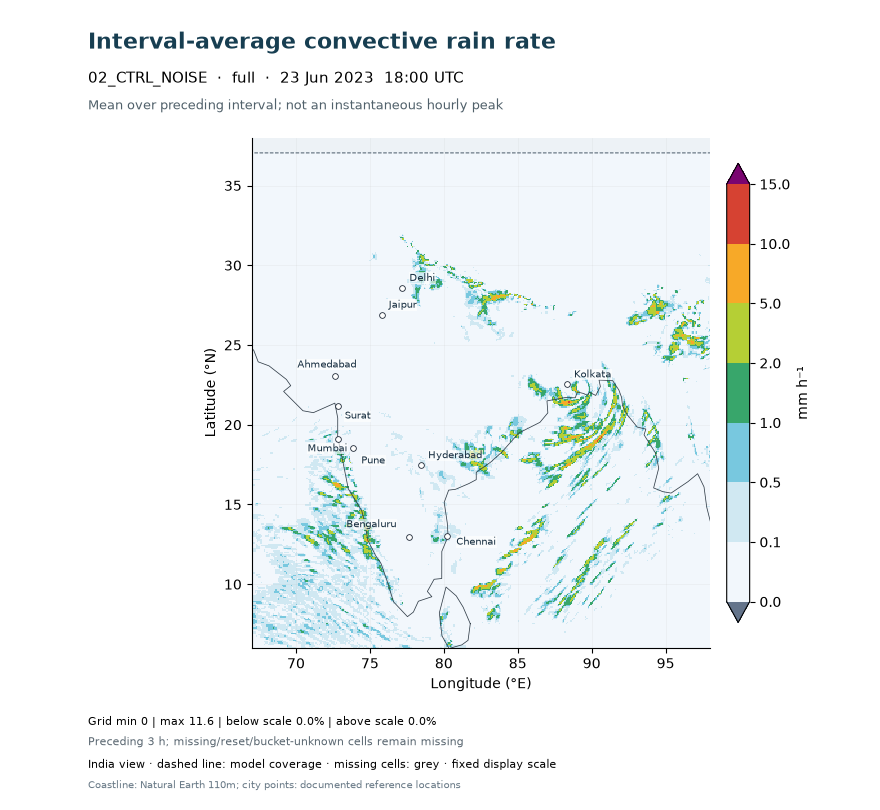 Interval-average convective rain rate
02_CTRL_NOISE · full · 23 Jun 2023 18:00 UTC
Mean over preceding interval; not an instantaneous hourly peak
35
30
25
20
15
10
Latitude (°N)
70
75
80
85
90
95
Longitude (°E)
Delhi
Jaipur
Ahmedabad
Kolkata
Surat
Mumbai
Pune
Hyderabad
Bengaluru
Chennai
15.0
10.0
5.0
2.0
1.0
0.5
0.1
0.0
mm h⁻¹
Grid min 0 | max 11.6 | below scale 0.0% | above scale 0.0%
Preceding 3 h; missing/reset/bucket-unknown cells remain missing
India view · dashed line: model coverage · missing cells: grey · fixed display scale
Coastline: Natural Earth 110m; city points: documented reference locations